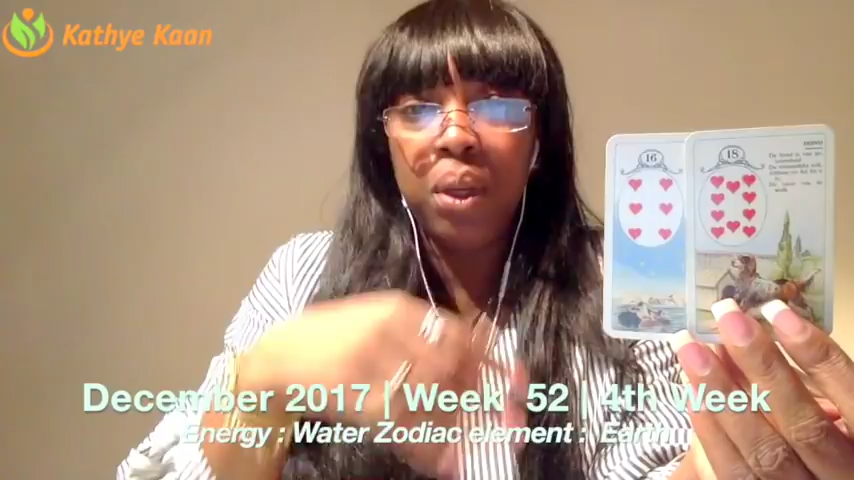 Kathye Kaan
16
18
December 2017 | Week 52 | 4th Week
Energy : Water Zodiac element : Earth